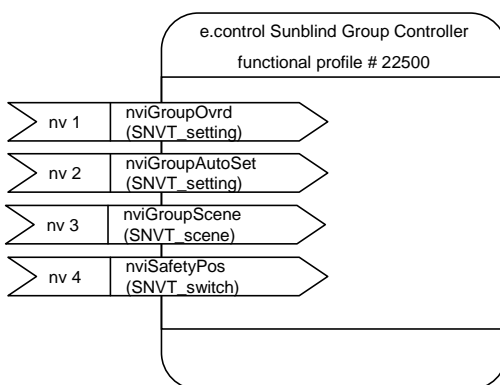 e.control Sunblind Group Controller
functional profile # 22500
nv 1
nviGroupOvrd
(SNVT_setting)
nv 2
nviGroupAutoSet
(SNVT_setting)
nv 3
nviGroupScene
(SNVT_scene)
nv 4
nviSafetyPos
(SNVT_switch)